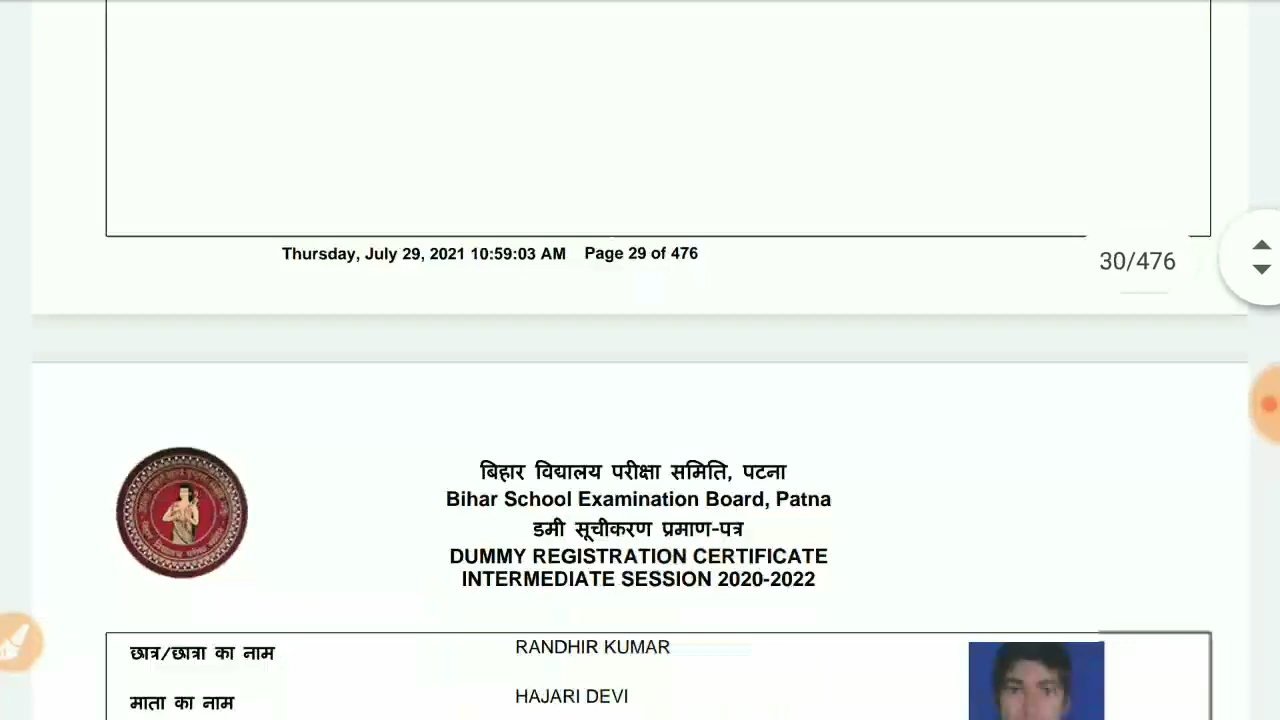 Thursday, July 29, 2021 10:59:03 AM Page 29 of 476
30/476
बिहार विद्यालय परीक्षा समिति, पटना
Bihar School Examination Board, Patna
डमी सूचीकरण प्रमाण-पत्र
DUMMY REGISTRATION CERTIFICATE
INTERMEDIATE SESSION 2020-2022
छात्र/छात्रा का नाम RANDHIR KUMAR
माता का नाम HAJARI DEVI